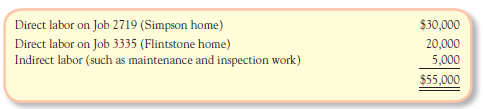 Direct labor on Job 2719 (Simpson home) $30,000
Direct labor on Job 3335 (Flintstone home) 20,000
Indirect labor (such as maintenance and inspection work) 5,000
$55,000